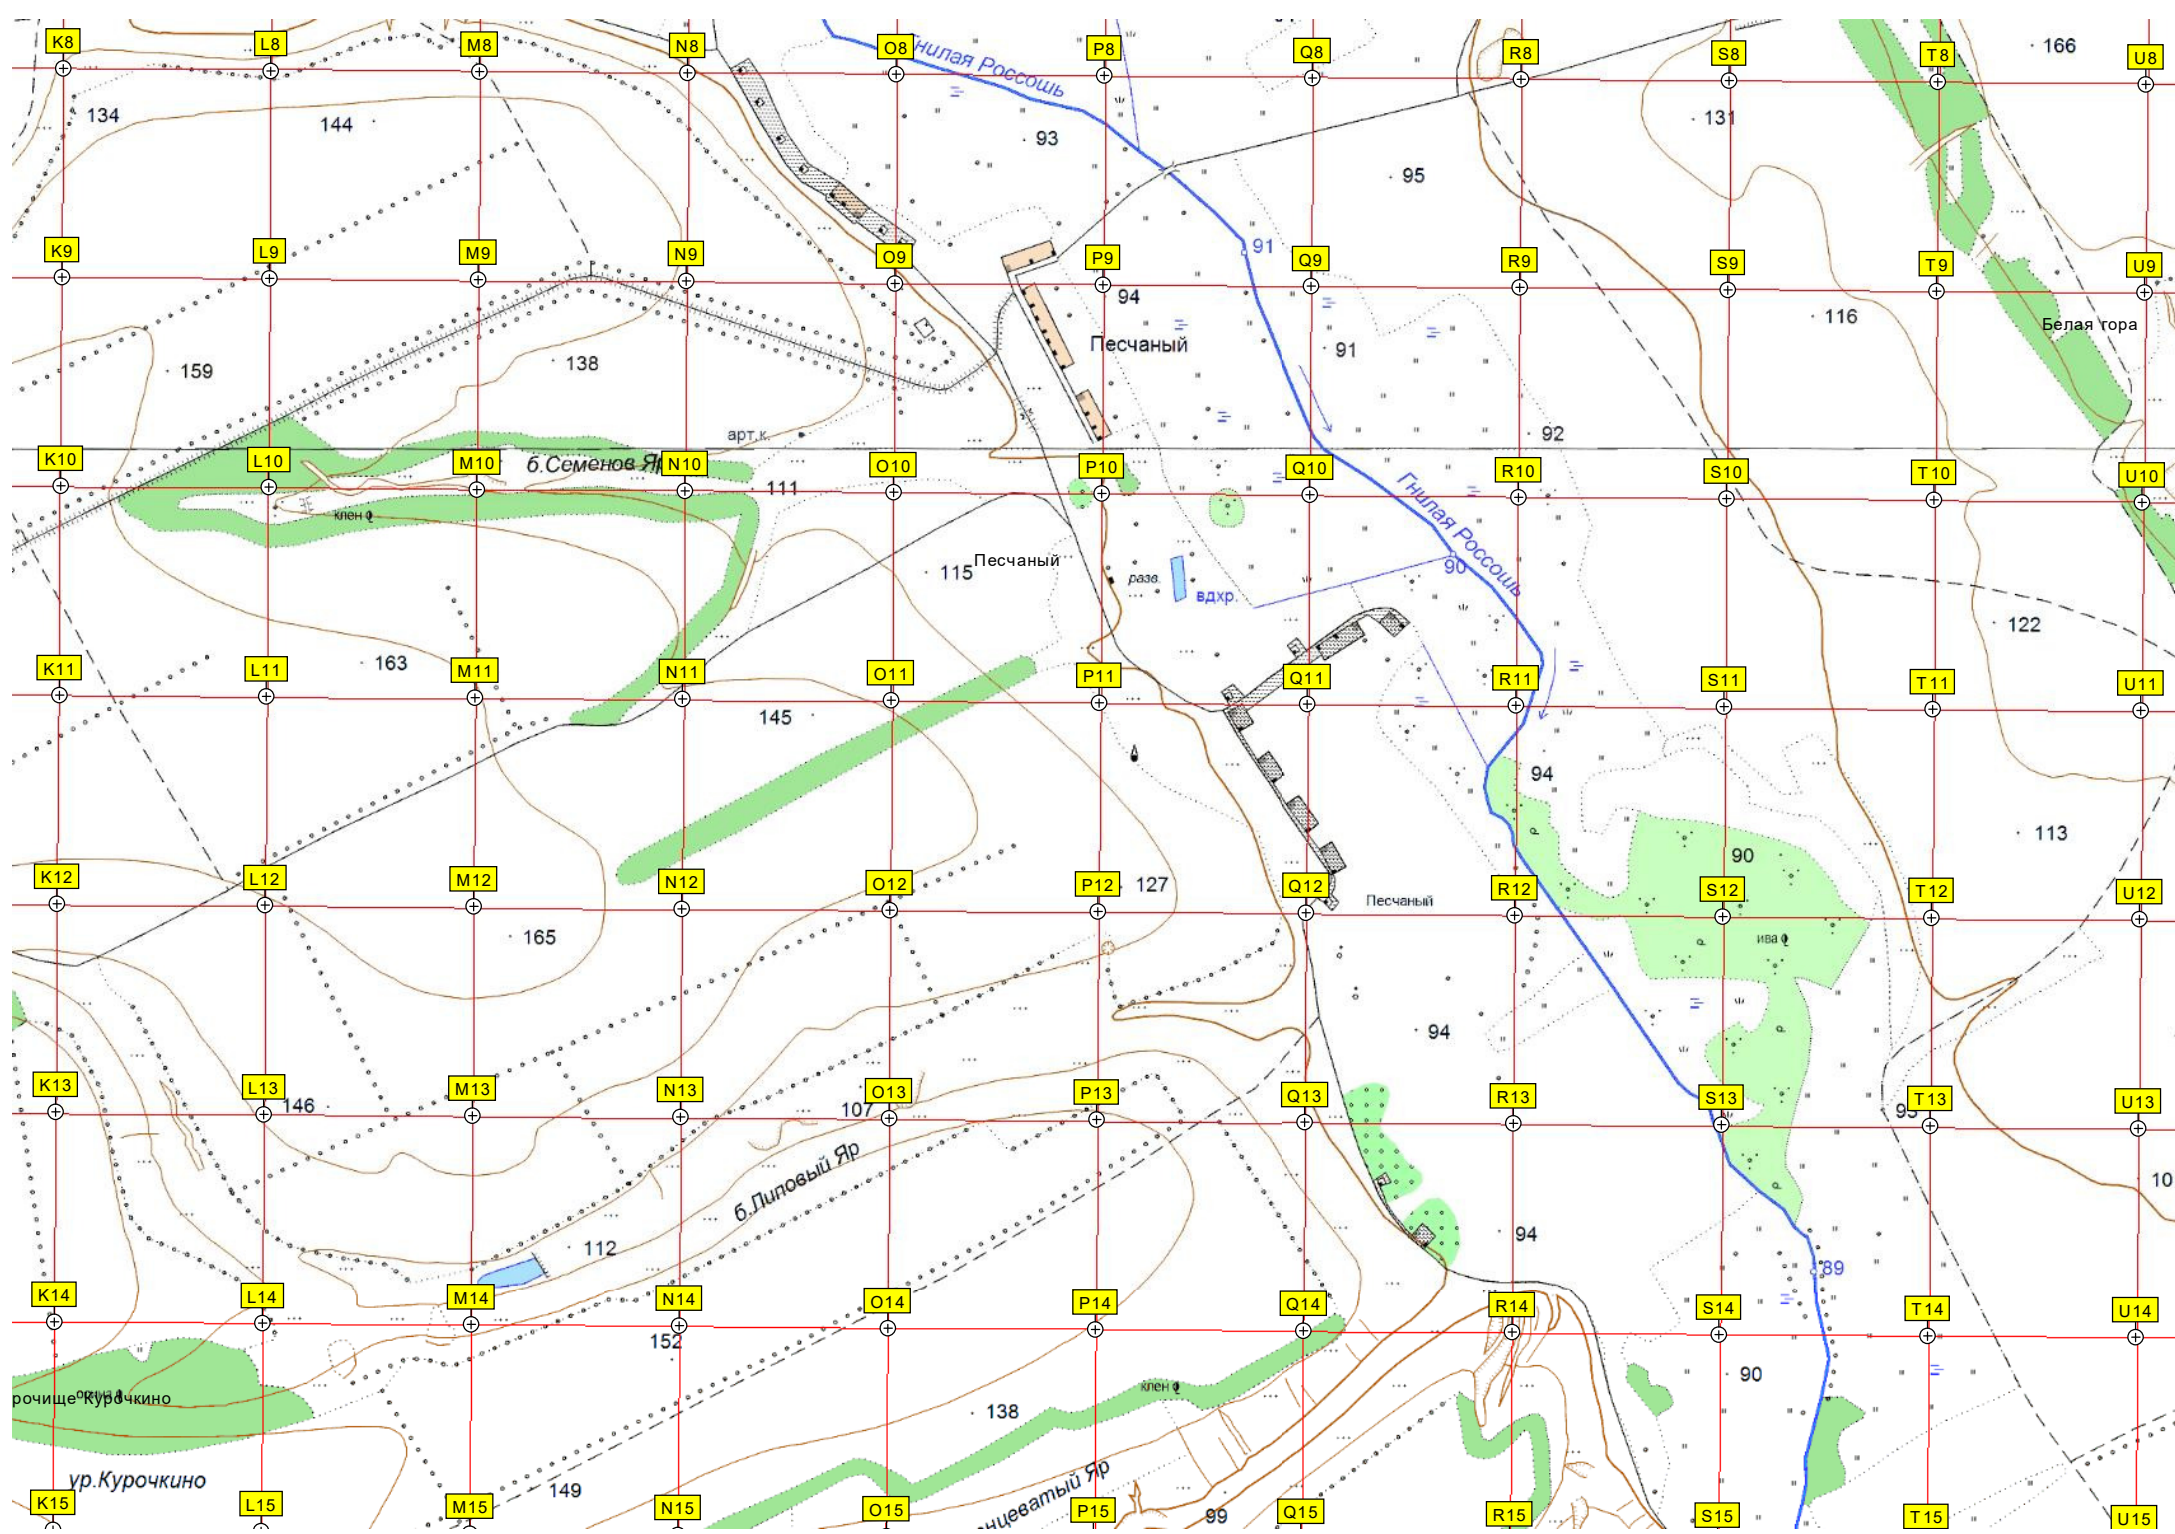 K8 L8 M8 N8 O8 P8 Q8 R8 S8 T8 U8
166
Гнилая Россошь
134
144
93
131
95
K9 L9 M9 N9 O9 P9 Q9 R9 S9 T9 U9
91
94
116
Белая гора
Песчаный
91
159
138
арт.к.
92
K10 L10 M10 N10 O10 P10 Q10 R10 S10 T10 U10
б.Семенов Яр
111
клен
Гнилая Россошь
Песчаный
115
разв.
90
вдхр.
122
163
K11 L11 M11 N11 O11 P11 Q11 R11 S11 T11 U11
145
94
113
90
K12 L12 M12 N12 O12 P12 Q12 R12 S12 T12 U12
127
Песчаный
165
ива
94
K13 L13 M13 N13 O13 P13 Q13 R13 S13 T13 U13
146
107
б.Липовый Яр
10
94
112
89
K14 L14 M14 N14 O14 P14 Q14 R14 S14 T14 U14
152
90
клен
рочище Курочкино
138
ур.Курочкино
149
нцеватый Яр
K15 L15 M15 N15 O15 P15 Q15 R15 S15 T15 U15
99